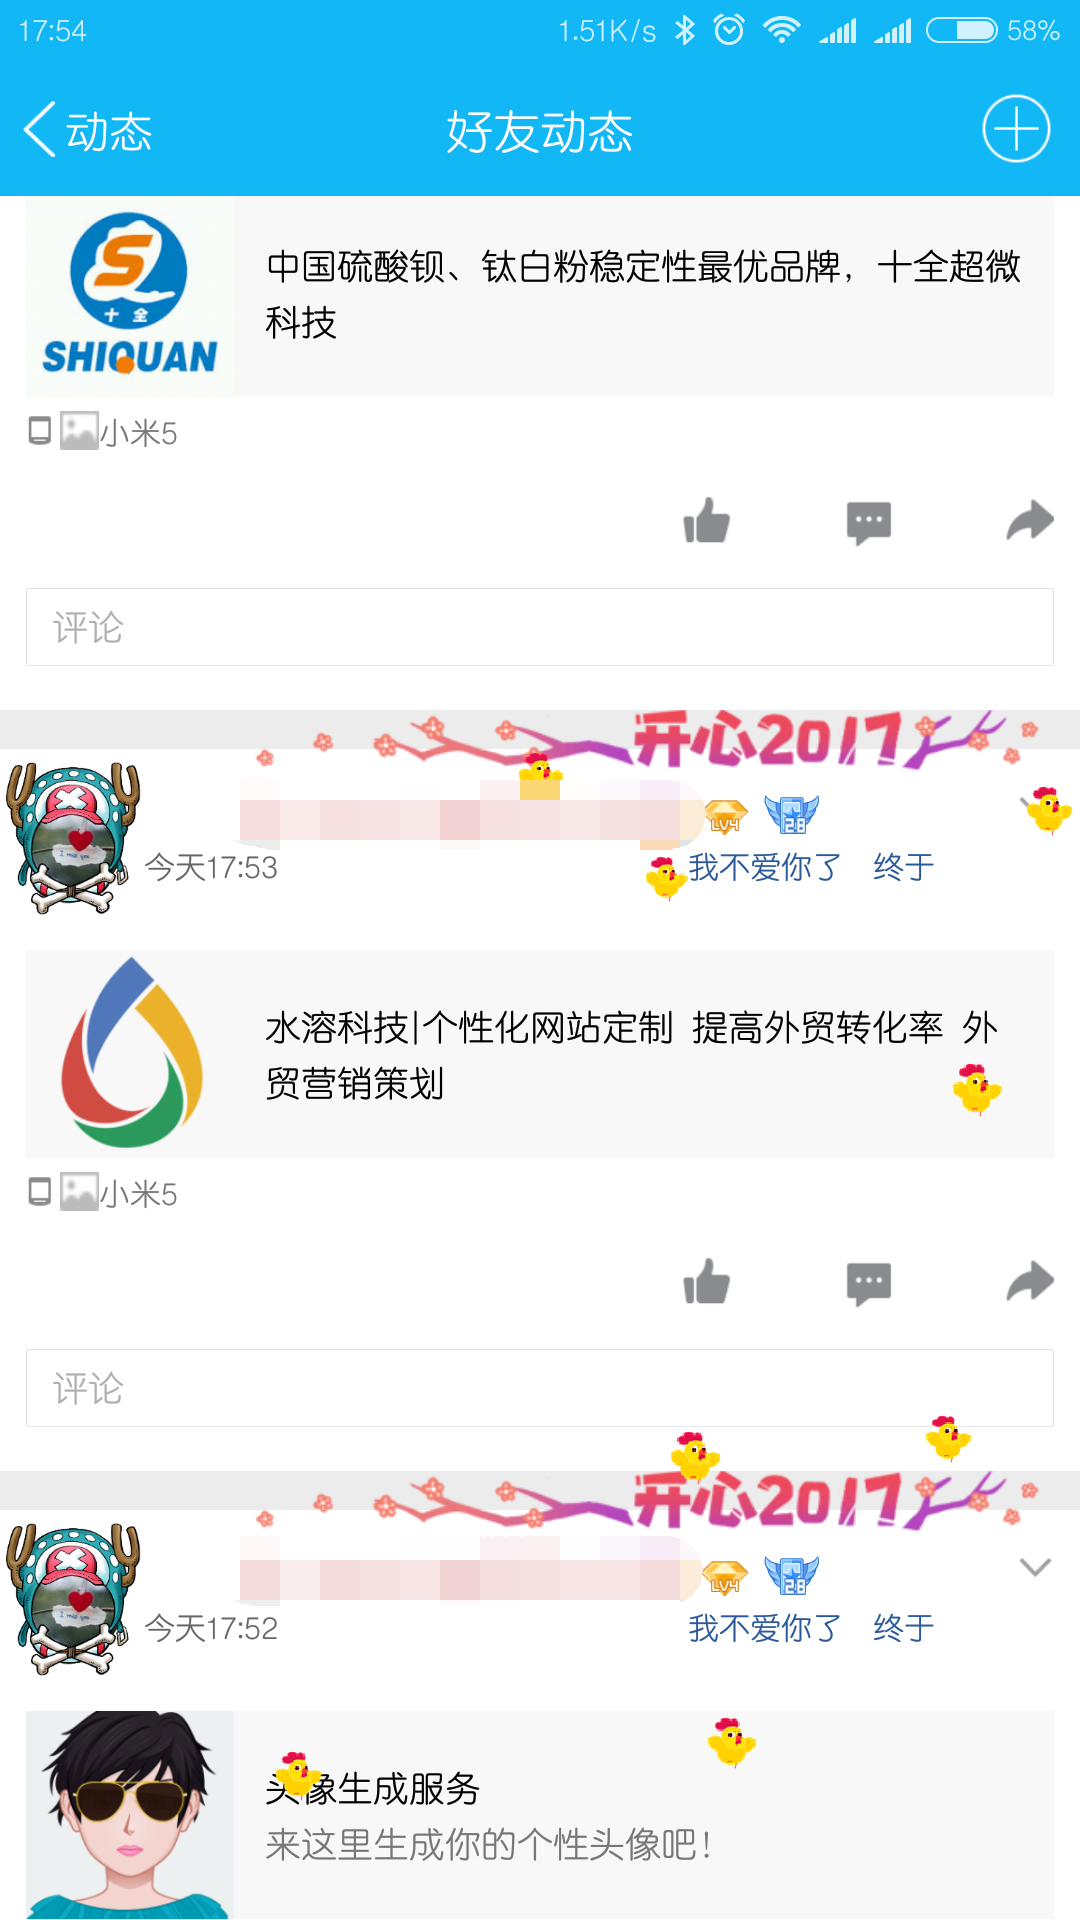 17:54
1.51K/s
58%
动态
好友动态
S
十全
SHIQUAN
中国硫酸钡、钛白粉稳定性最优品牌，十全超微
科技
小米5
评论
开心2017
LV4
28
今天17:53
我不爱你了 终于
I miss you
水溶科技|个性化网站定制 提高外贸转化率 外
贸营销策划
小米5
评论
开心2017
LV4
28
今天17:52
我不爱你了 终于
I miss you
头像生成服务
来这里生成你的个性头像吧！